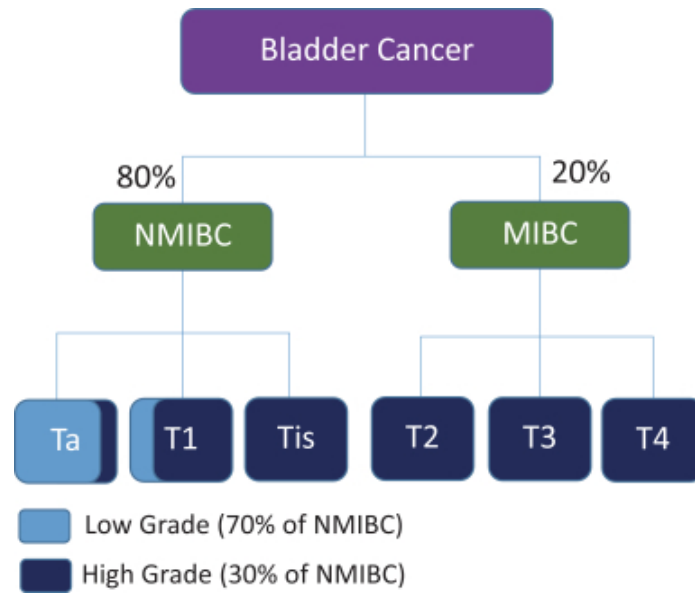 Bladder Cancer
80%
20%
NMIBC
MIBC
Ta
T1
Tis
T2
T3
T4
Low Grade (70% of NMIBC)
High Grade (30% of NMIBC)